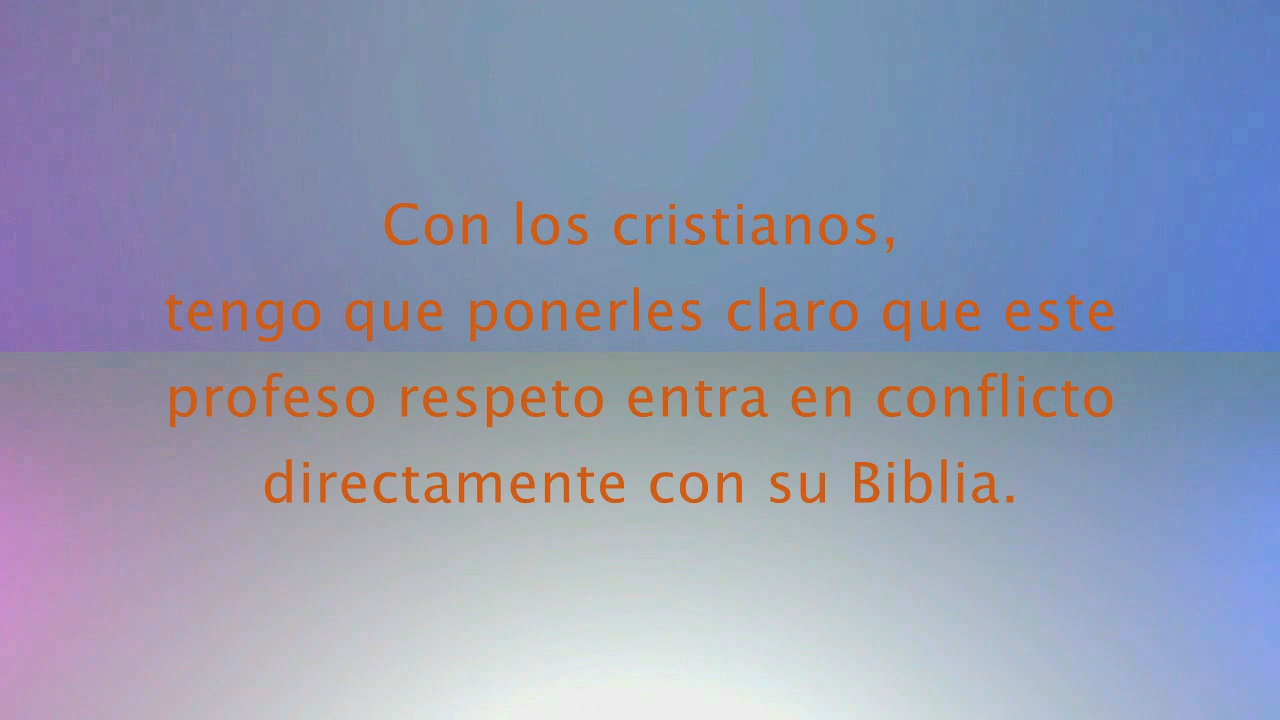 Con los cristianos,
tengo que ponerles claro que este
profeso respeto entra en conflicto
directamente con su Biblia.